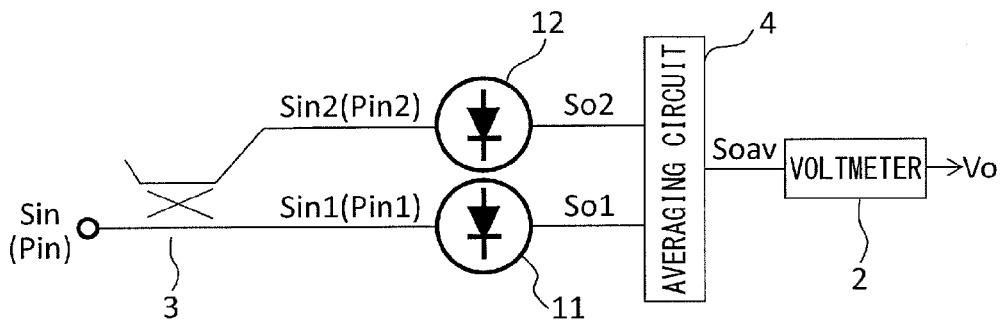 12
4
Sin2(Pin2)
So2
AVERAGING CIRCUIT
Soav
VOLTMETER
Vo
Sin
(Pin)
Sin1(Pin1)
So1
3
11
2